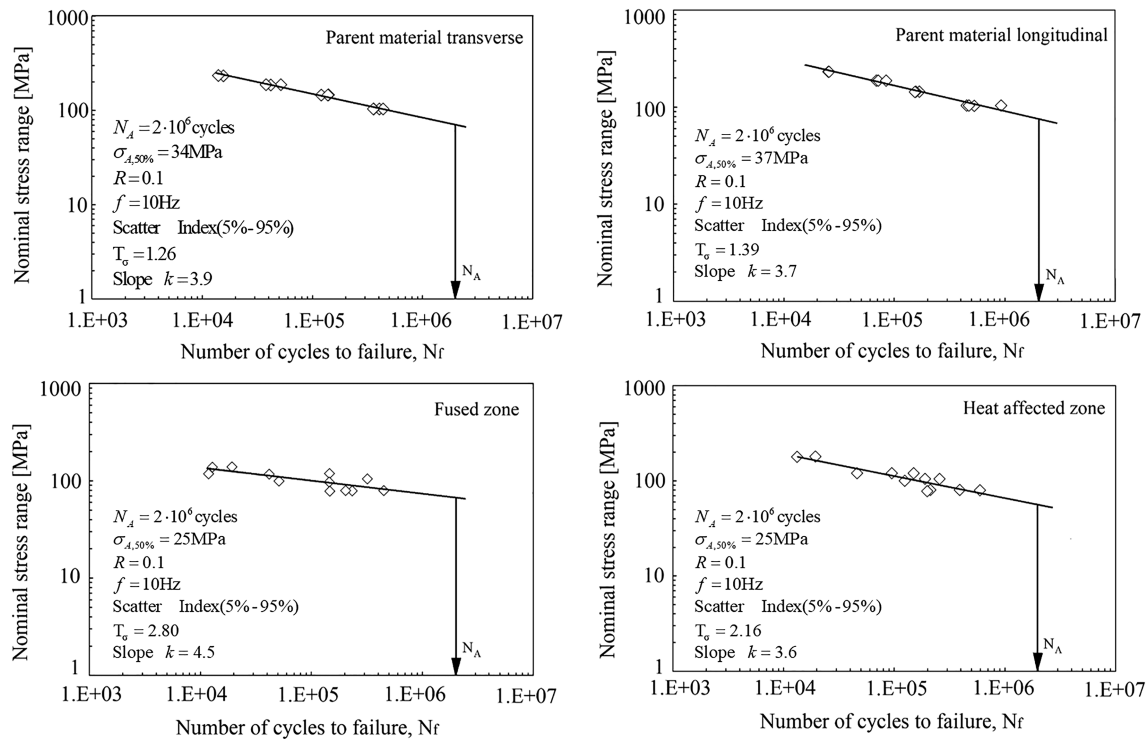 Parent material transverse
Nominal stress range [MPa]
1000
100
10
1
N_A = 2·10⁶ cycles
σ_A,50% = 34MPa
R = 0.1
f = 10Hz
Scatter Index(5%-95%)
T_σ = 1.26
Slope k = 3.9
N_A
1.E+03 1.E+04 1.E+05 1.E+06 1.E+07
Number of cycles to failure, Nf
Parent material longitudinal
Nominal stress range [MPa]
1000
100
10
1
N_A = 2·10⁶ cycles
σ_A,50% = 37MPa
R = 0.1
f = 10Hz
Scatter Index(5%-95%)
T_σ = 1.39
Slope k = 3.7
N_A
1.E+03 1.E+04 1.E+05 1.E+06 1.E+07
Number of cycles to failure, Nf
Fused zone
Nominal stress range [MPa]
1000
100
10
1
N_A = 2·10⁶ cycles
σ_A,50% = 25MPa
R = 0.1
f = 10Hz
Scatter Index(5%-95%)
T_σ = 2.80
Slope k = 4.5
N_A
1.E+03 1.E+04 1.E+05 1.E+06 1.E+07
Number of cycles to failure, Nf
Heat affected zone
Nominal stress range [MPa]
1000
100
10
1
N_A = 2·10⁶ cycles
σ_A,50% = 25MPa
R = 0.1
f = 10Hz
Scatter Index(5%-95%)
T_σ = 2.16
Slope k = 3.6
N_A
1.E+03 1.E+04 1.E+05 1.E+06 1.E+07
Number of cycles to failure, Nf